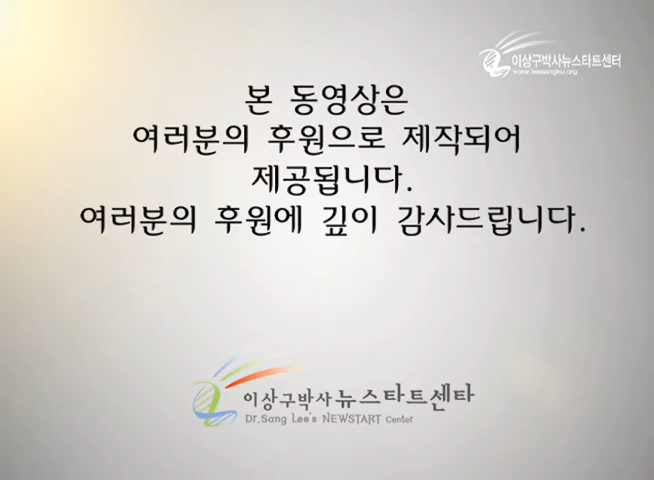 이상구박사뉴스타트센터
www.leesangku.org
본 동영상은
여러분의 후원으로 제작되어
제공됩니다.
여러분의 후원에 깊이 감사드립니다.
이상구박사뉴스타트센타
Dr.Sang Lee's NEWSTART Center